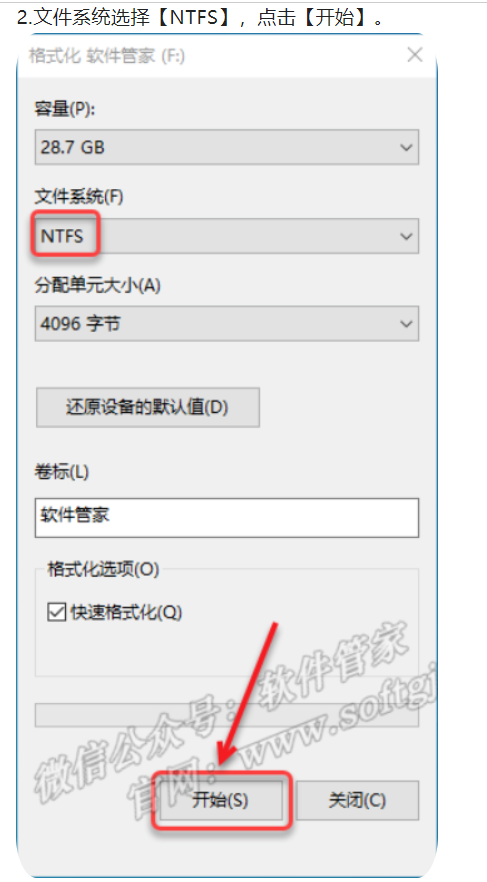 2.文件系统选择【NTFS】，点击【开始】。
格式化 软件管家 (F:)
容量(P):
28.7 GB
文件系统(F)
NTFS
分配单元大小(A)
4096 字节
还原设备的默认值(D)
卷标(L)
软件管家
格式化选项(O)
快速格式化(Q)
微信公众号：软件管家
官网：www.softgj
开始(S)
关闭(C)